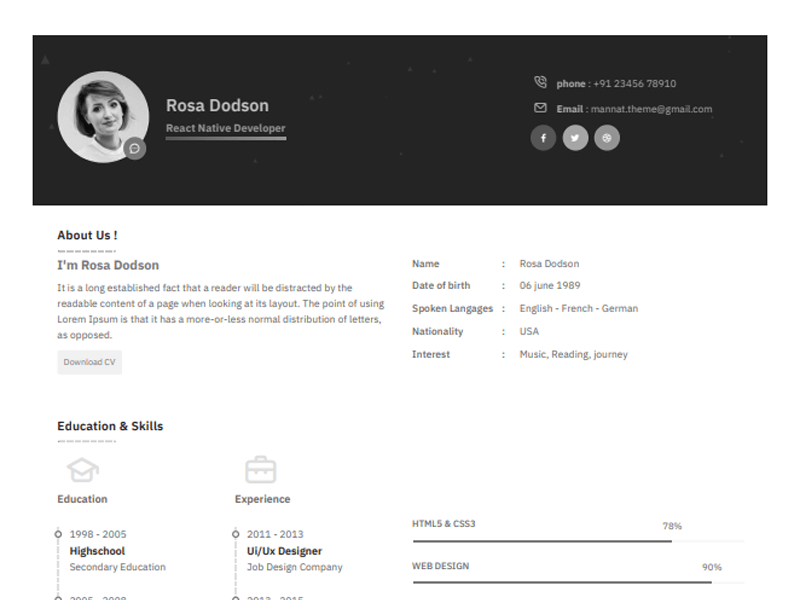 Rosa Dodson
React Native Developer
phone : +91 23456 78910
Email : mannat.theme@gmail.com
About Us !
I'm Rosa Dodson
It is a long established fact that a reader will be distracted by the
readable content of a page when looking at its layout. The point of using
Lorem Ipsum is that it has a more-or-less normal distribution of letters,
as opposed.
Download CV
Name : Rosa Dodson
Date of birth : 06 june 1989
Spoken Langages : English - French - German
Nationality : USA
Interest : Music, Reading, journey
Education & Skills
Education
1998 - 2005
Highschool
Secondary Education
Experience
2011 - 2013
Ui/Ux Designer
Job Design Company
HTML5 & CSS3 78%
WEB DESIGN 90%